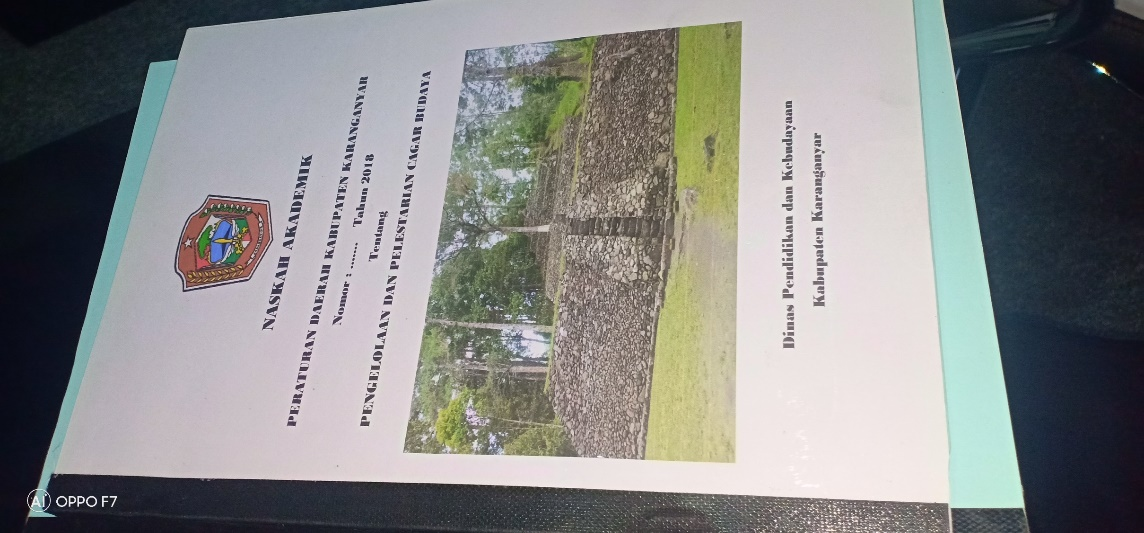 NASKAH AKADEMIK
PERATURAN DAERAH KABUPATEN KARANGANYAR
Nomor : ........ Tahun 2018
Tentang
PENGELOLAAN DAN PELESTARIAN CAGAR BUDAYA
Dinas Pendidikan dan Kebudayaan
Kabupaten Karanganyar
AI OPPO F7